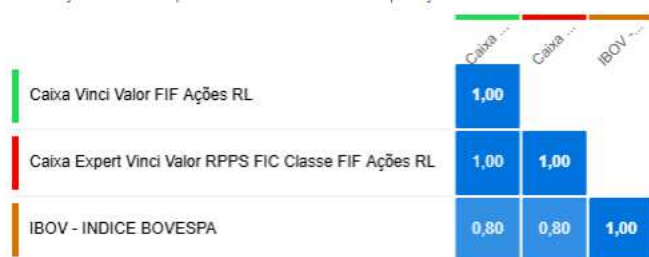 Caixa ...
Caixa ...
IBOV -...
Caixa Vinci Valor FIF Ações RL
1,00
Caixa Expert Vinci Valor RPPS FIC Classe FIF Ações RL
1,00
1,00
IBOV - INDICE BOVESPA
0,80
0,80
1,00